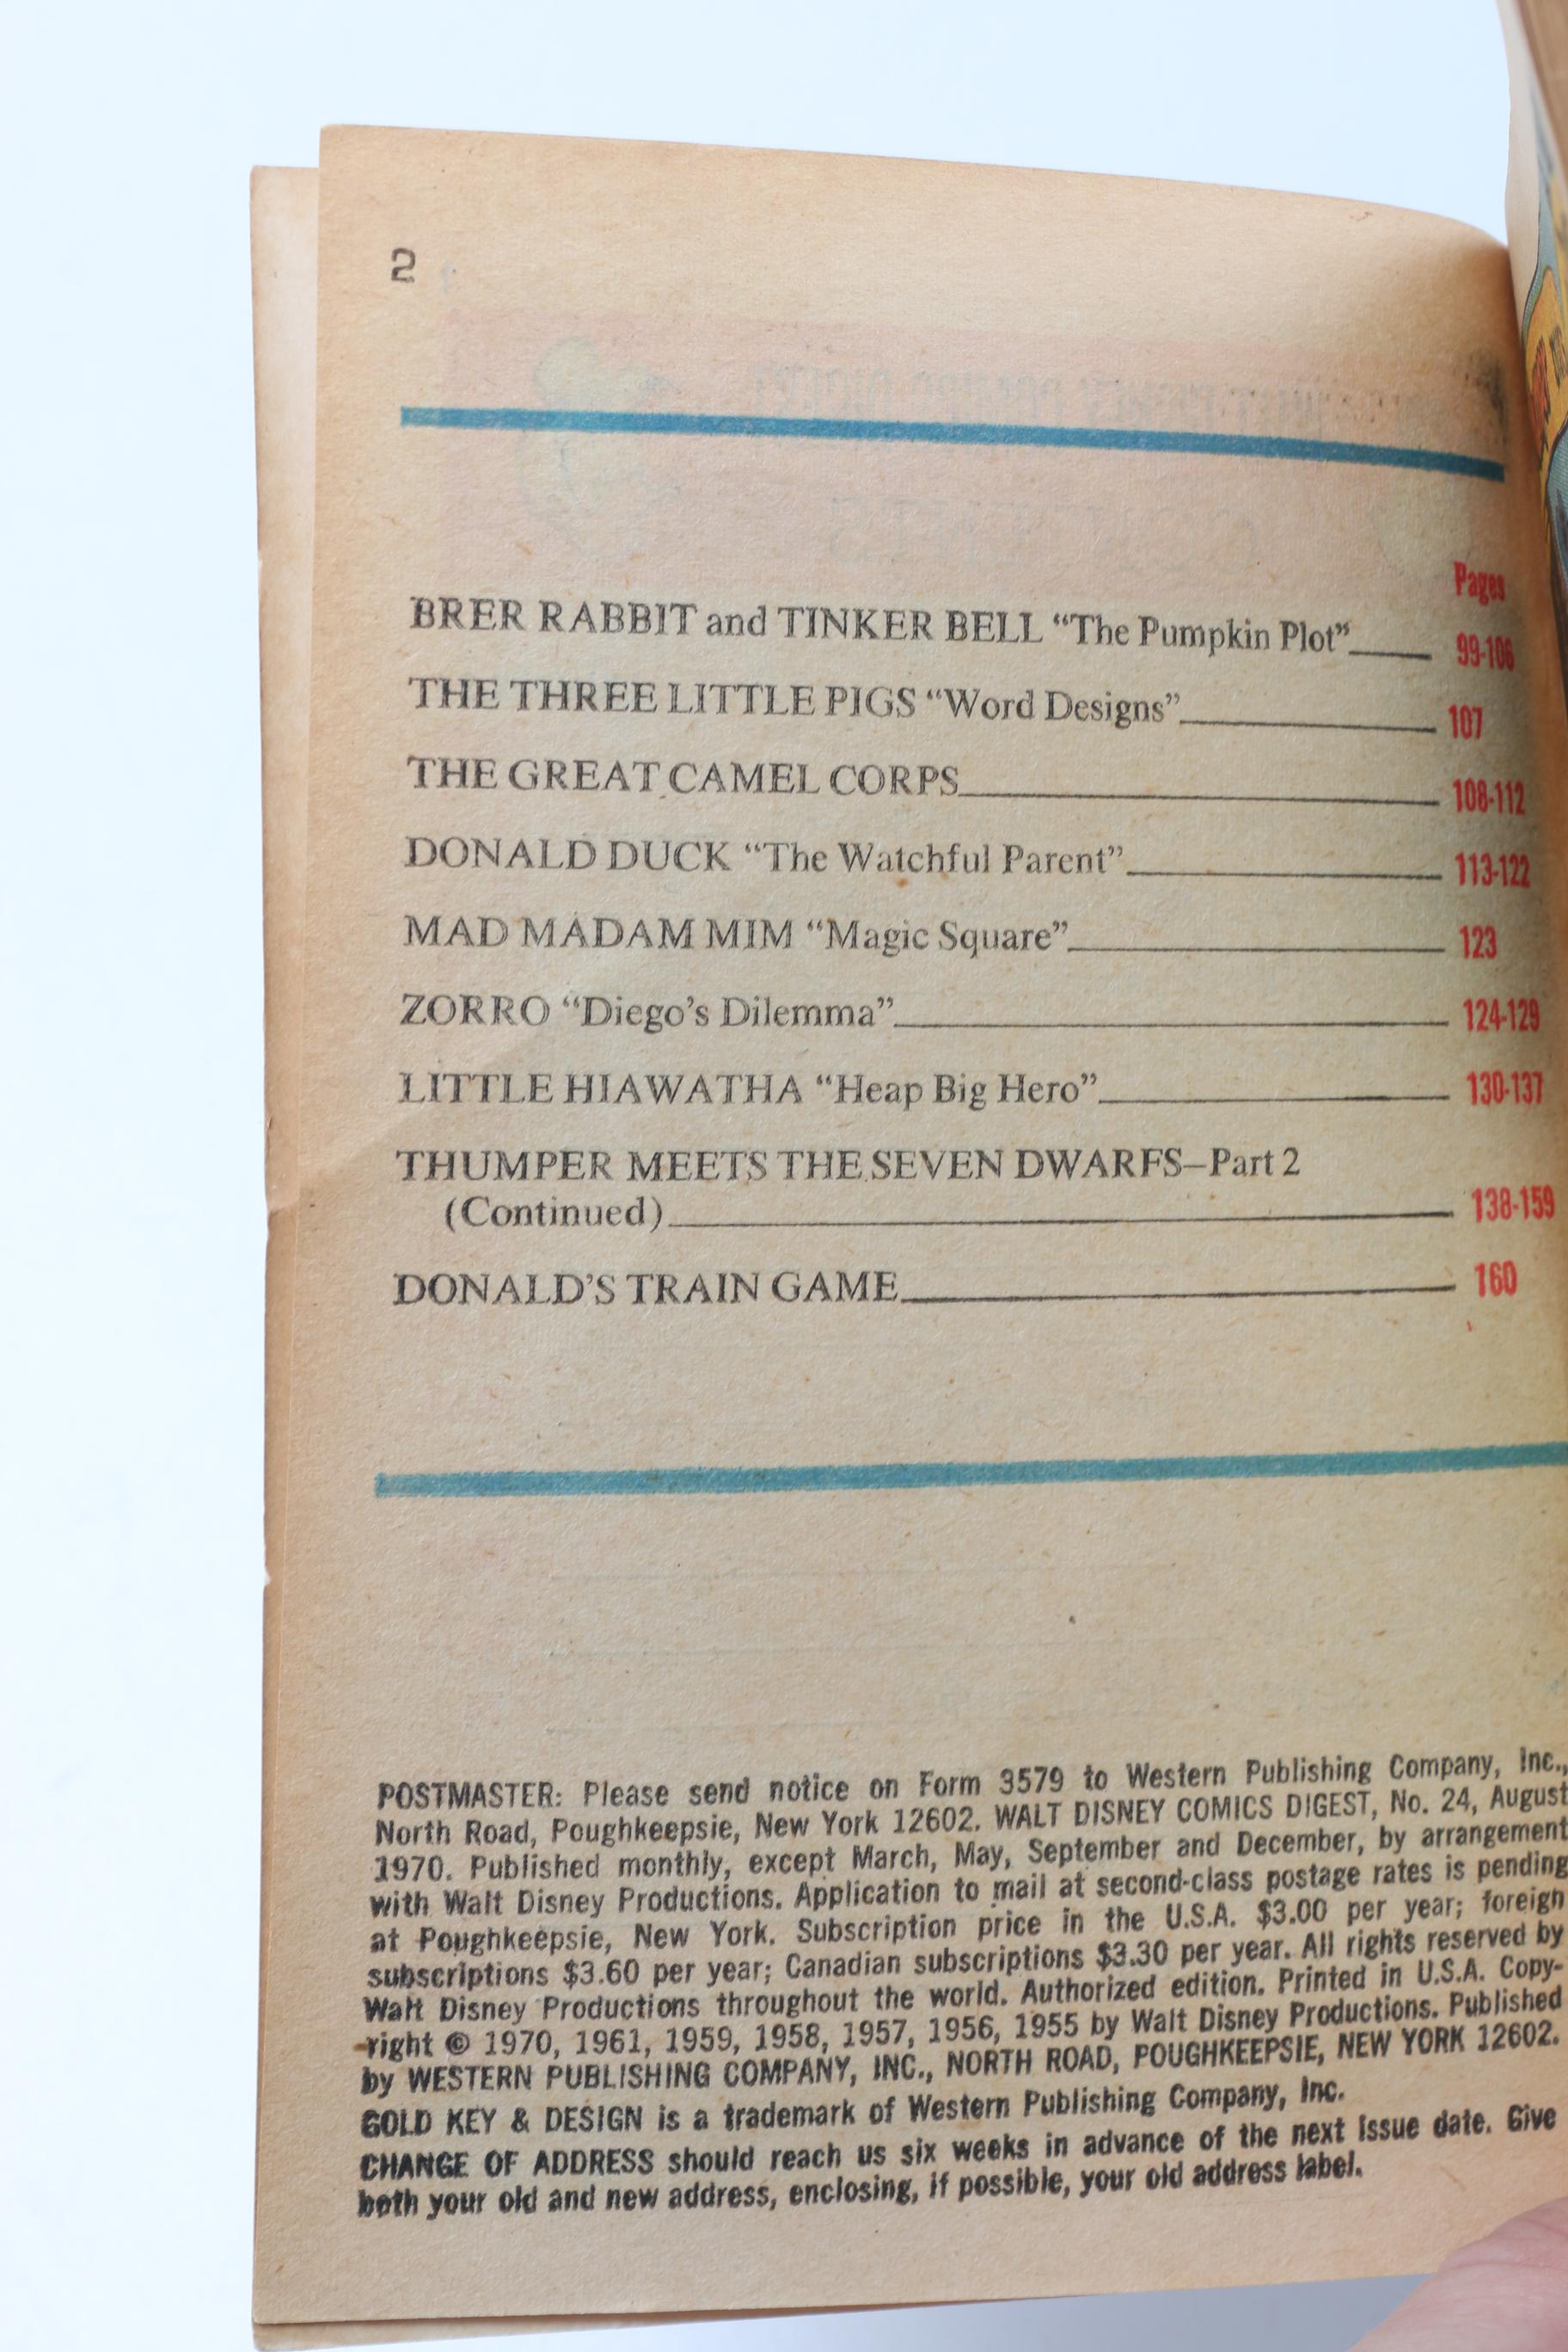 2
Pages
BRER RABBIT and TINKER BELL “The Pumpkin Plot” 99-106
THE THREE LITTLE PIGS “Word Designs” 107
THE GREAT CAMEL CORPS 108-112
DONALD DUCK “The Watchful Parent” 113-122
MAD MADAM MIM “Magic Square” 123
ZORRO “Diego’s Dilemma” 124-129
LITTLE HIAWATHA “Heap Big Hero” 130-137
THUMPER MEETS THE SEVEN DWARFS–Part 2
(Continued) 138-159
DONALD’S TRAIN GAME 160
POSTMASTER: Please send notice on Form 3579 to Western Publishing Company, Inc.,
North Road, Poughkeepsie, New York 12602. WALT DISNEY COMICS DIGEST, No. 24, August
1970. Published monthly, except March, May, September and December, by arrangement
with Walt Disney Productions. Application to mail at second-class postage rates is pending
at Poughkeepsie, New York. Subscription price in the U.S.A. $3.00 per year; foreign
subscriptions $3.60 per year; Canadian subscriptions $3.30 per year. All rights reserved by
Walt Disney Productions throughout the world. Authorized edition. Printed in U.S.A. Copy-
right © 1970, 1961, 1959, 1958, 1957, 1956, 1955 by Walt Disney Productions. Published
by WESTERN PUBLISHING COMPANY, INC., NORTH ROAD, POUGHKEEPSIE, NEW YORK 12602.
GOLD KEY & DESIGN is a trademark of Western Publishing Company, Inc.
CHANGE OF ADDRESS should reach us six weeks in advance of the next issue date. Give
both your old and new address, enclosing, if possible, your old address label.